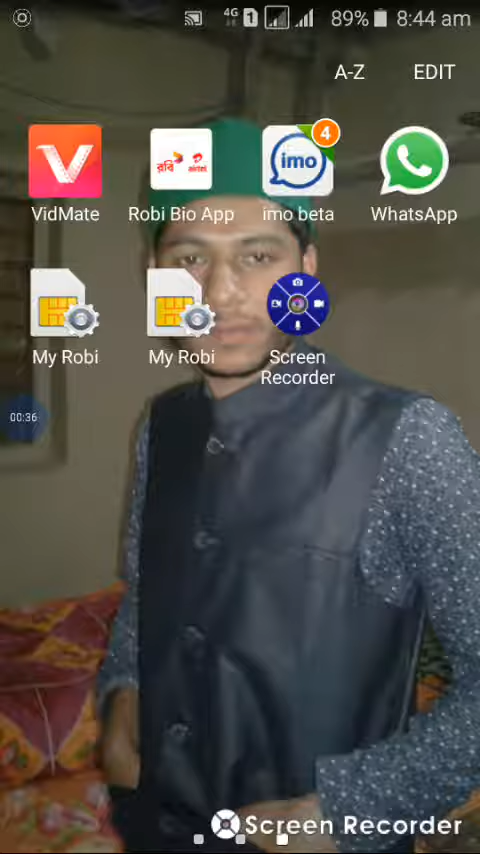 4G 1 89% 8:44 am
A-Z EDIT
4
রবি airtel imo
VidMate Robi Bio App imo beta WhatsApp
My Robi My Robi Screen
Recorder
00:36
Screen Recorder